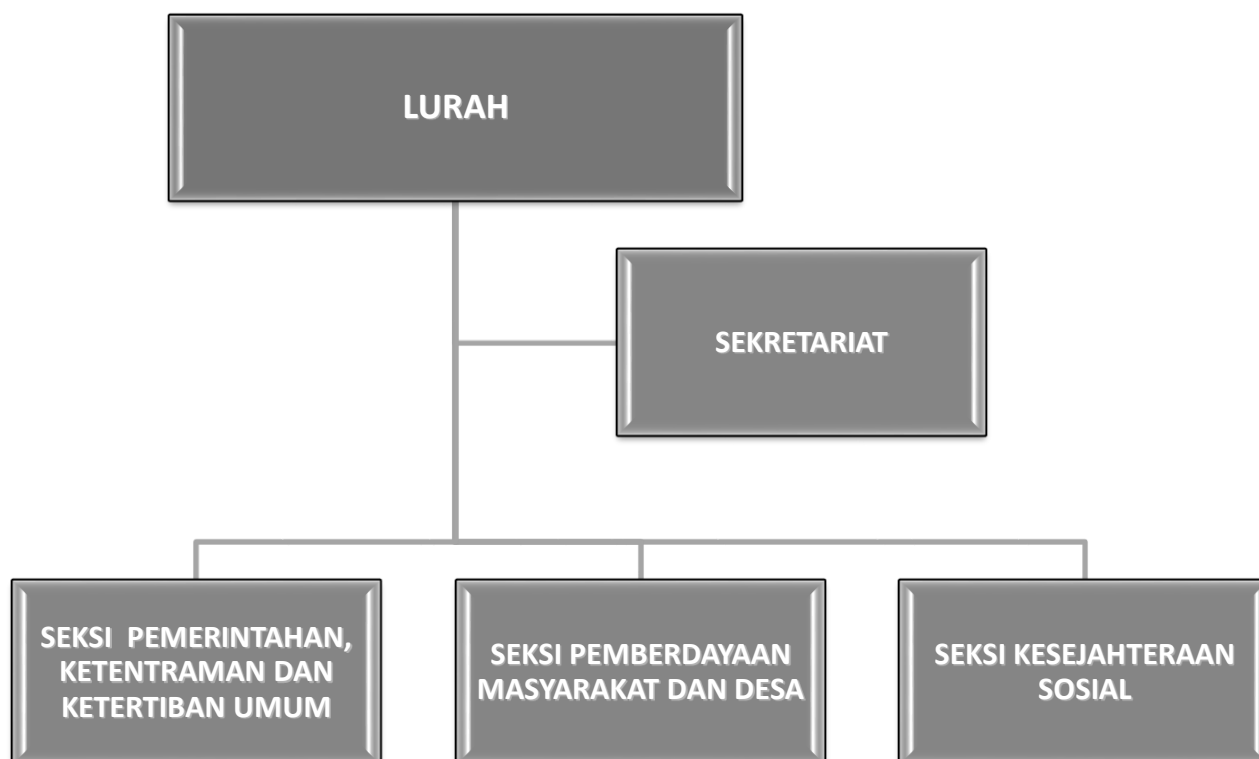 LURAH
SEKRETARIAT
SEKSI  PEMERINTAHAN,
KETENTRAMAN DAN
KETERTIBAN UMUM
SEKSI PEMBERDAYAAN
MASYARAKAT DAN DESA
SEKSI KESEJAHTERAAN
SOSIAL